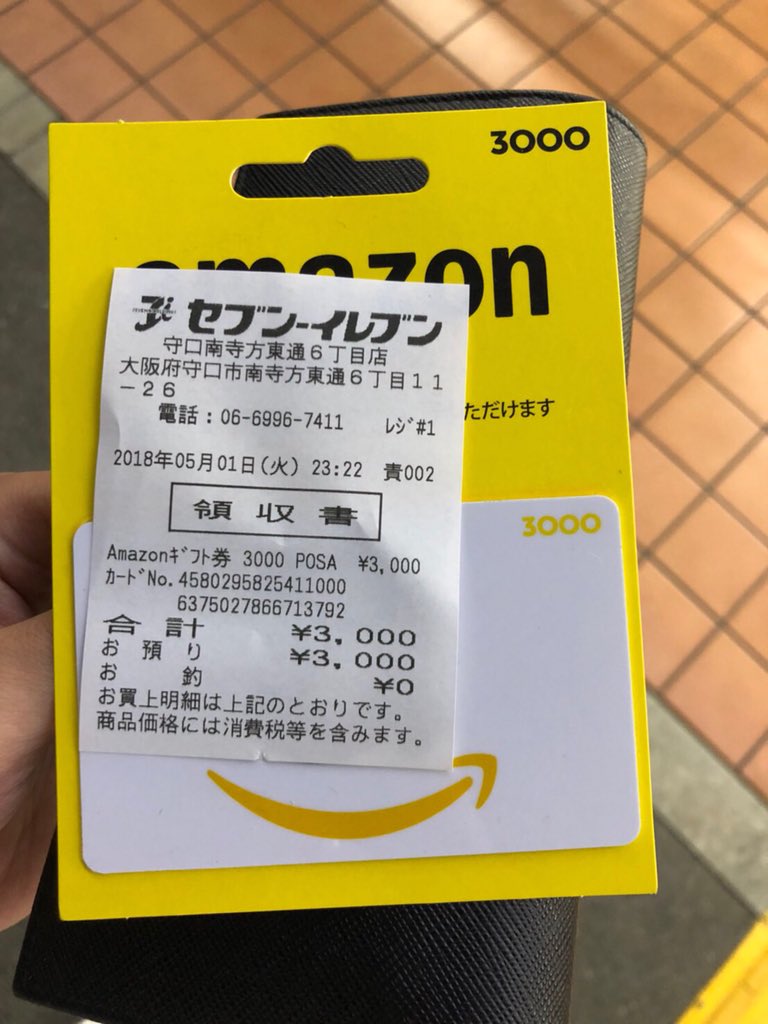 3000
amazon
ただけます
セブン-イレブン
守口南寺方東通6丁目店
大阪府守口市南寺方東通6丁目11
-26
電話:06-6996-7411 レジ#1
2018年05月01日(火) 23:22 責002
領収書
Amazonギフト券 3000 POSA ¥3,000
カードNo.4580295825411000
6375027866713792
合計 ¥3,000
お預り ¥3,000
お釣 ¥0
お買上明細は上記のとおりです。
商品価格には消費税等を含みます。
3000